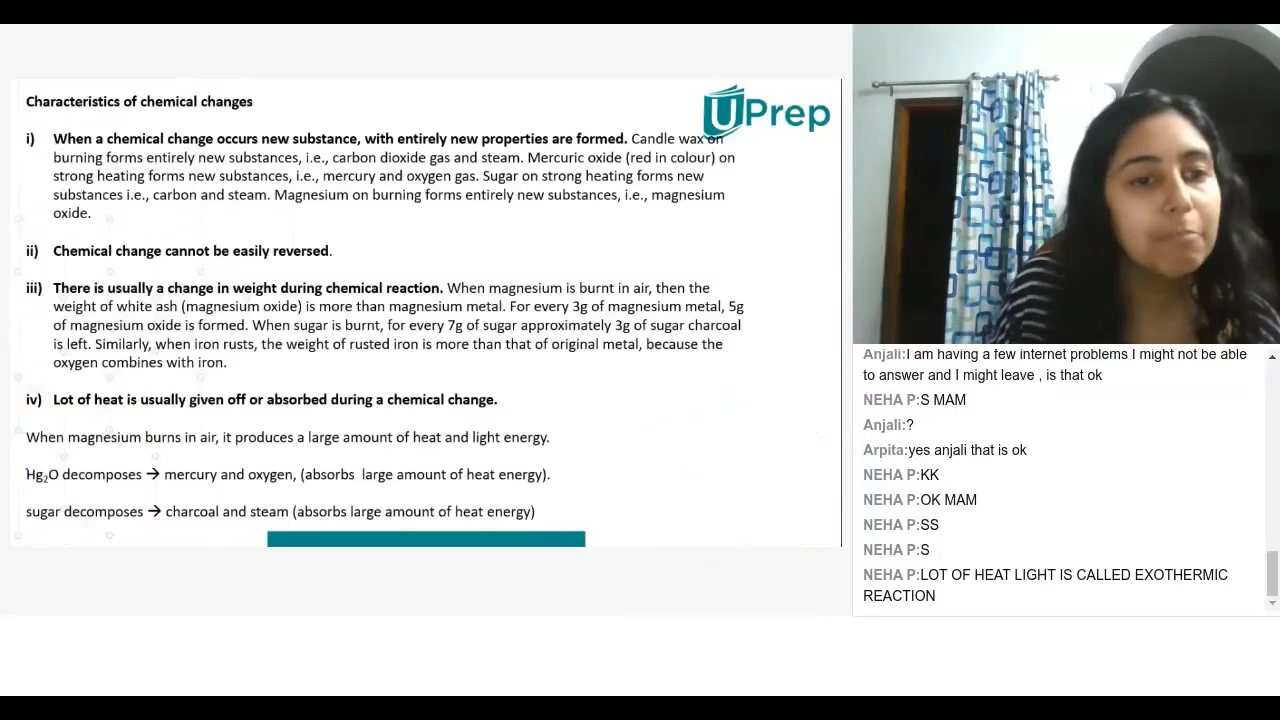 Characteristics of chemical changes
UPrep
i) When a chemical change occurs new substance, with entirely new properties are formed. Candle wax on
burning forms entirely new substances, i.e., carbon dioxide gas and steam. Mercuric oxide (red in colour) on
strong heating forms new substances, i.e., mercury and oxygen gas. Sugar on strong heating forms new
substances i.e., carbon and steam. Magnesium on burning forms entirely new substances, i.e., magnesium
oxide.
ii) Chemical change cannot be easily reversed.
iii) There is usually a change in weight during chemical reaction. When magnesium is burnt in air, then the
weight of white ash (magnesium oxide) is more than magnesium metal. For every 3g of magnesium metal, 5g
of magnesium oxide is formed. When sugar is burnt, for every 7g of sugar approximately 3g of sugar charcoal
is left. Similarly, when iron rusts, the weight of rusted iron is more than that of original metal, because the
oxygen combines with iron.
iv) Lot of heat is usually given off or absorbed during a chemical change.
When magnesium burns in air, it produces a large amount of heat and light energy.
Hg₂O decomposes → mercury and oxygen, (absorbs large amount of heat energy).
sugar decomposes → charcoal and steam (absorbs large amount of heat energy)
Anjali:I am having a few internet problems I might not be able
to answer and I might leave , is that ok
NEHA P:S MAM
Anjali:?
Arpita:yes anjali that is ok
NEHA P:KK
NEHA P:OK MAM
NEHA P:SS
NEHA P:S
NEHA P:LOT OF HEAT LIGHT IS CALLED EXOTHERMIC
REACTION